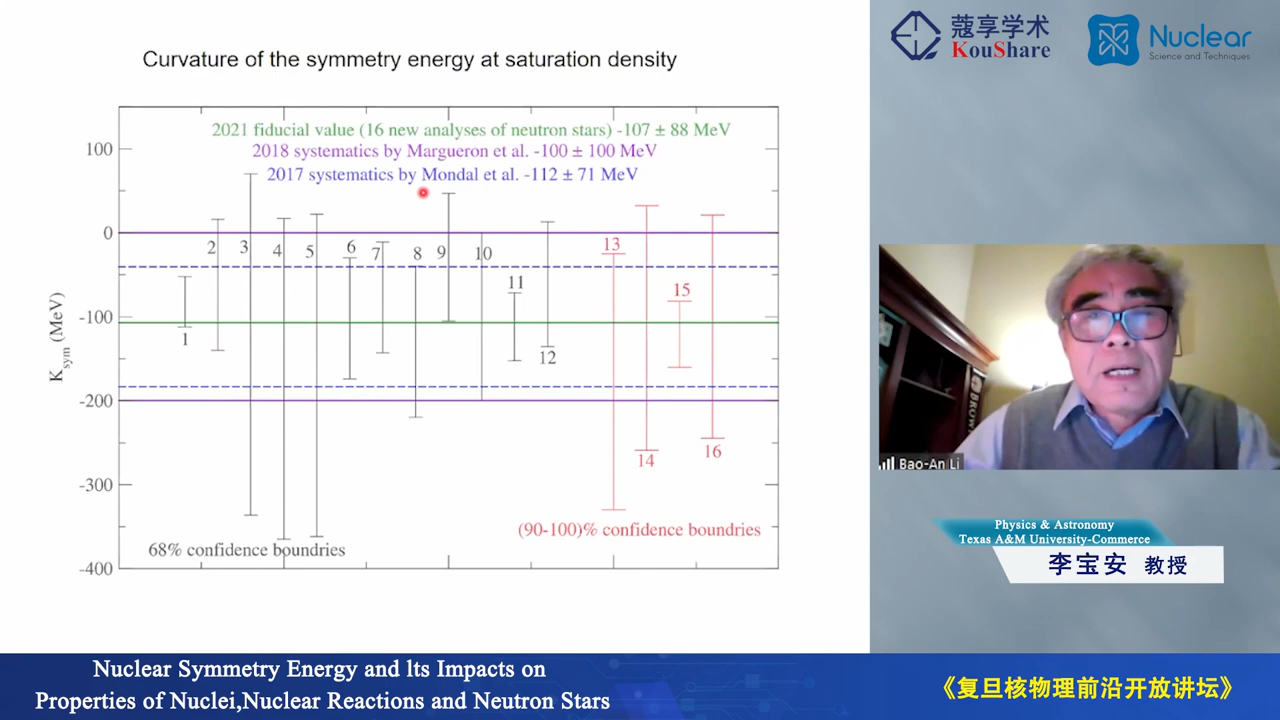 Curvature of the symmetry energy at saturation density
2021 fiducial value (16 new analyses of neutron stars) -107 ± 88 MeV
2018 systematics by Margueron et al. -100 ± 100 MeV
2017 systematics by Mondal et al. -112 ± 71 MeV
100
0
-100
-200
-300
-400
Ksym (MeV)
1
2
3
4
5
6
7
8
9
10
11
12
13
14
15
16
(90-100)% confidence boundries
68% confidence boundries
蔻享学术
KouShare
Nuclear
Science and Techniques
BROWN
Bao-An Li
Physics & Astronomy
Texas A&M University-Commerce
李宝安 教授
Nuclear Symmetry Energy and lts Impacts on
Properties of Nuclei,Nuclear Reactions and Neutron Stars
《复旦核物理前沿开放讲坛》